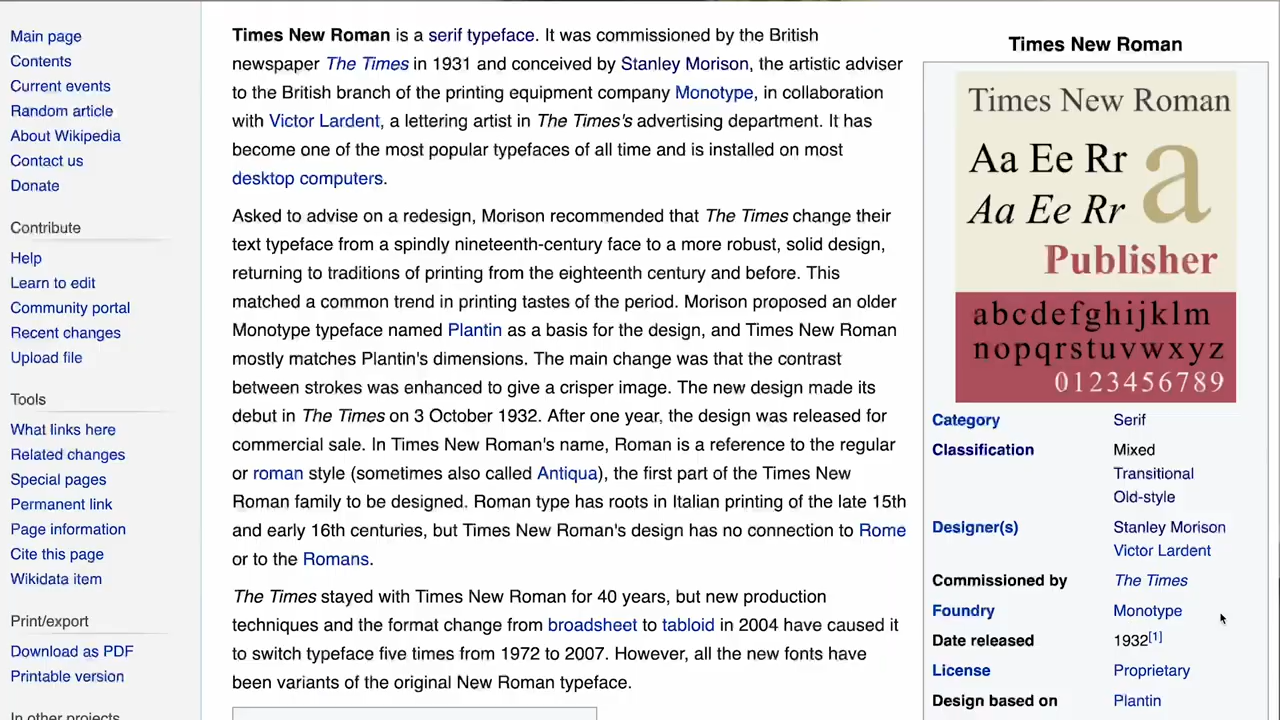 Main page
Contents
Current events
Random article
About Wikipedia
Contact us
Donate
Contribute
Help
Learn to edit
Community portal
Recent changes
Upload file
Tools
What links here
Related changes
Special pages
Permanent link
Page information
Cite this page
Wikidata item
Print/export
Download as PDF
Printable version
In other projects
Times New Roman is a serif typeface. It was commissioned by the British
newspaper The Times in 1931 and conceived by Stanley Morison, the artistic adviser
to the British branch of the printing equipment company Monotype, in collaboration
with Victor Lardent, a lettering artist in The Times's advertising department. It has
become one of the most popular typefaces of all time and is installed on most
desktop computers.
Asked to advise on a redesign, Morison recommended that The Times change their
text typeface from a spindly nineteenth-century face to a more robust, solid design,
returning to traditions of printing from the eighteenth century and before. This
matched a common trend in printing tastes of the period. Morison proposed an older
Monotype typeface named Plantin as a basis for the design, and Times New Roman
mostly matches Plantin's dimensions. The main change was that the contrast
between strokes was enhanced to give a crisper image. The new design made its
debut in The Times on 3 October 1932. After one year, the design was released for
commercial sale. In Times New Roman's name, Roman is a reference to the regular
or roman style (sometimes also called Antiqua), the first part of the Times New
Roman family to be designed. Roman type has roots in Italian printing of the late 15th
and early 16th centuries, but Times New Roman's design has no connection to Rome
or to the Romans.
The Times stayed with Times New Roman for 40 years, but new production
techniques and the format change from broadsheet to tabloid in 2004 have caused it
to switch typeface five times from 1972 to 2007. However, all the new fonts have
been variants of the original New Roman typeface.
Times New Roman
Times New Roman
Aa Ee Rr a
Aa Ee Rr
Publisher
abcdefghijklm
nopqrstuvwxyz
0123456789
Category Serif
Classification Mixed
Transitional
Old-style
Designer(s) Stanley Morison
Victor Lardent
Commissioned by The Times
Foundry Monotype
Date released 1932[1]
License Proprietary
Design based on Plantin